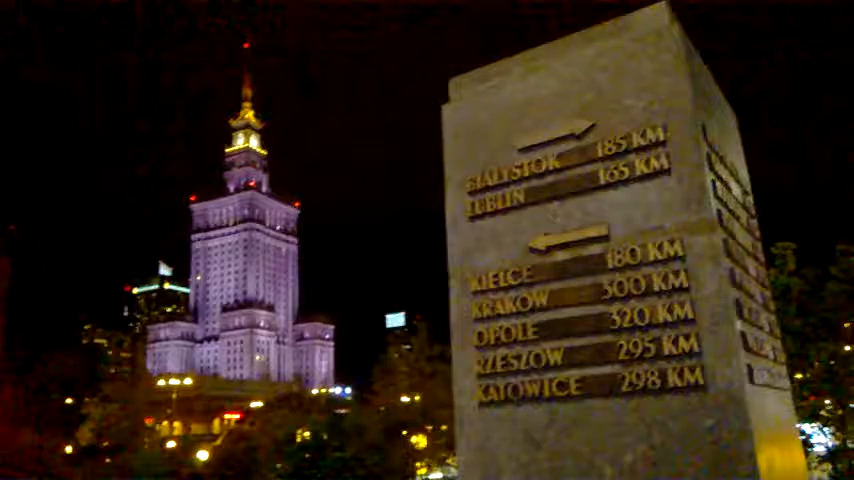 BIAŁYSTOK 185 KM
LUBLIN 165 KM
KIELCE 180 KM
KRAKÓW 300 KM
OPOLE 320 KM
RZESZÓW 295 KM
KATOWICE 298 KM